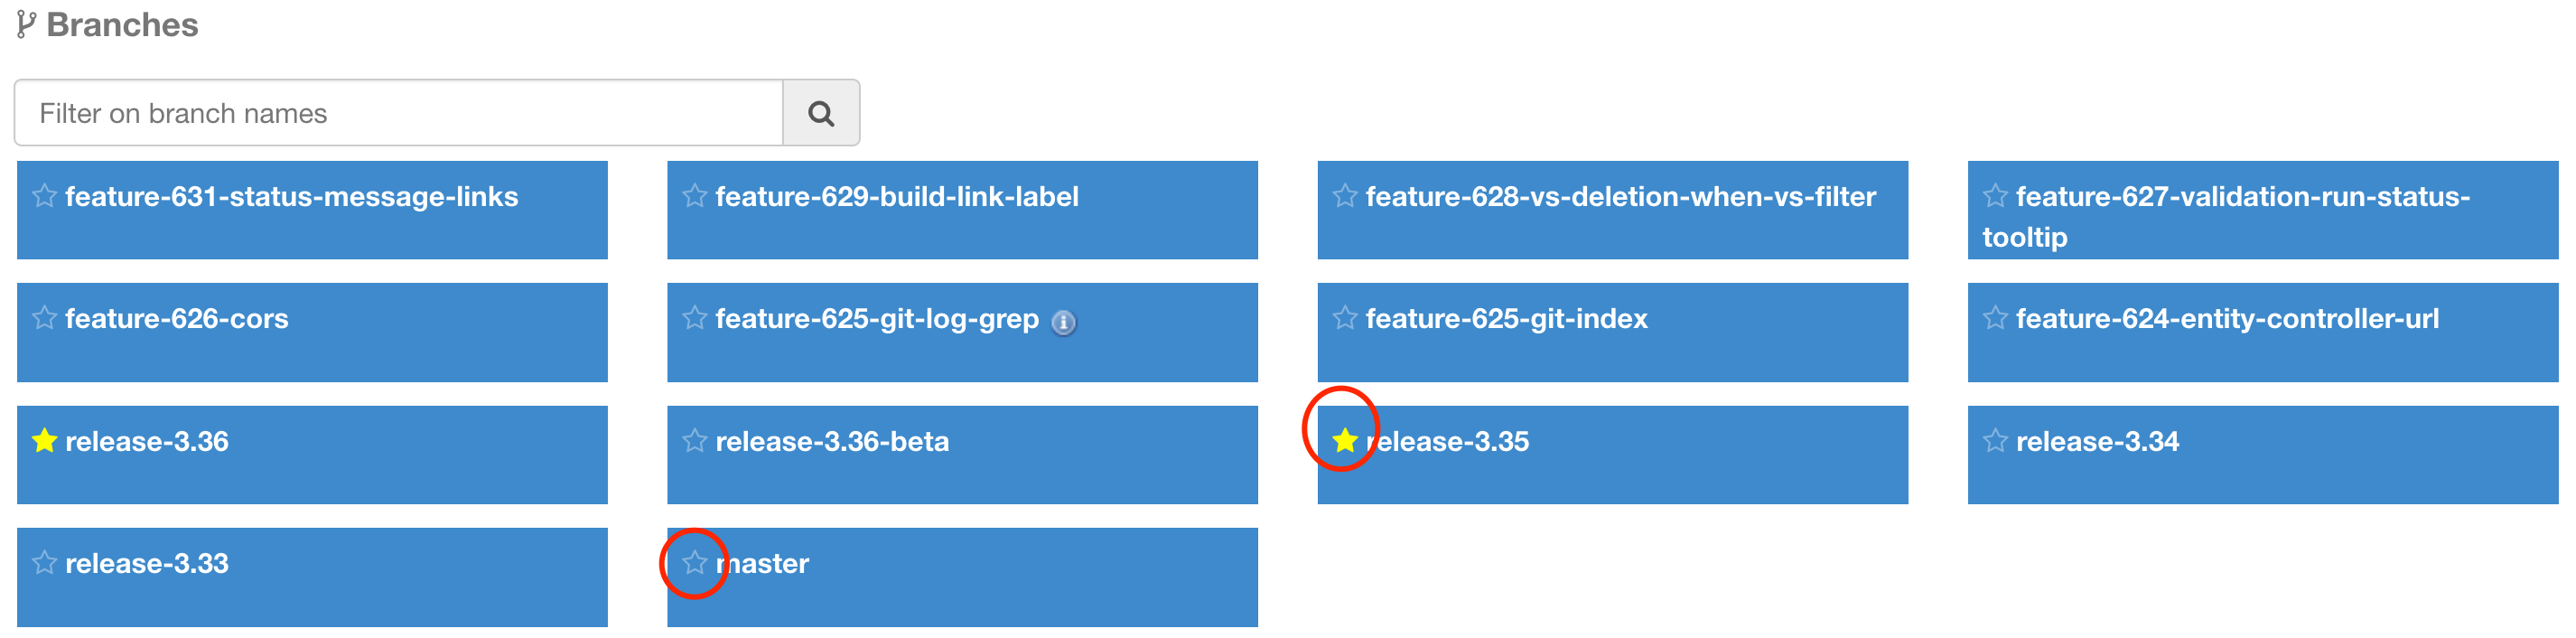 Branches
Filter on branch names
feature-631-status-message-links
feature-629-build-link-label
feature-628-vs-deletion-when-vs-filter
feature-627-validation-run-status-
tooltip
feature-626-cors
feature-625-git-log-grep
feature-625-git-index
feature-624-entity-controller-url
release-3.36
release-3.36-beta
release-3.35
release-3.34
release-3.33
master